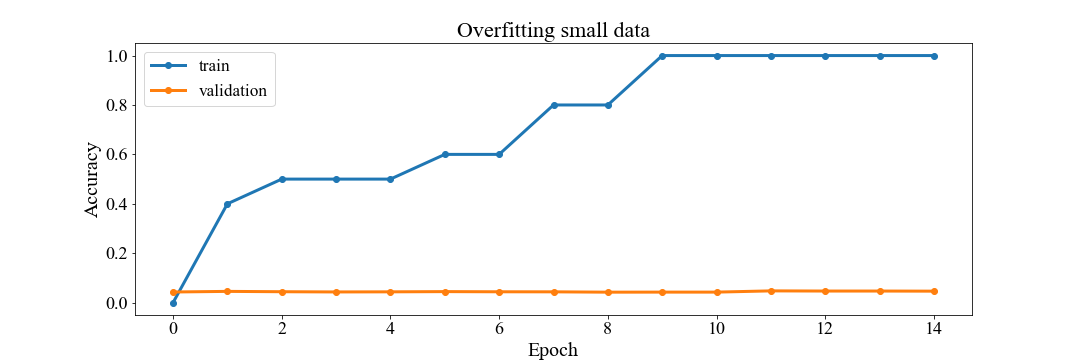 Overfitting small data
train
validation
Accuracy
1.0
0.8
0.6
0.4
0.2
0.0
0 2 4 6 8 10 12 14
Epoch